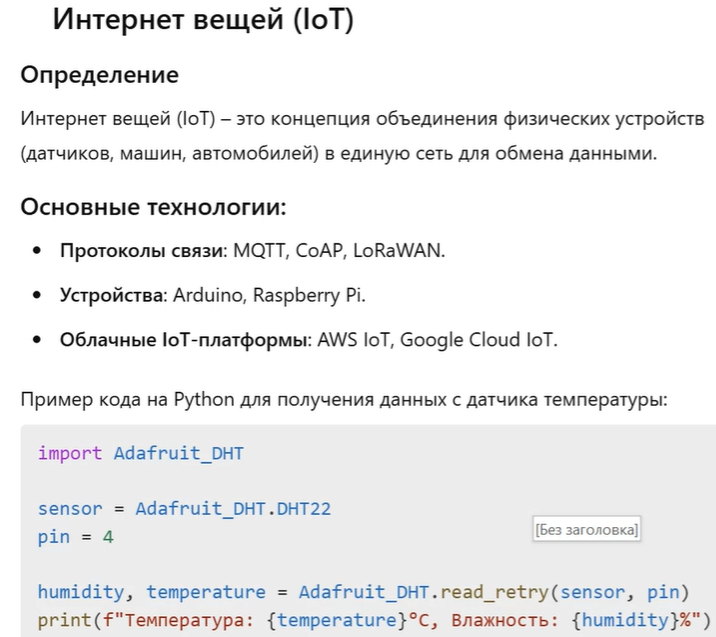 Интернет вещей (IoT)
Определение
Интернет вещей (IoT) – это концепция объединения физических устройств
(датчиков, машин, автомобилей) в единую сеть для обмена данными.
Основные технологии:
• Протоколы связи: MQTT, CoAP, LoRaWAN.
• Устройства: Arduino, Raspberry Pi.
• Облачные IoT-платформы: AWS IoT, Google Cloud IoT.
Пример кода на Python для получения данных с датчика температуры:
import Adafruit_DHT
sensor = Adafruit_DHT.DHT22
pin = 4
[Без заголовка]
humidity, temperature = Adafruit_DHT.read_retry(sensor, pin)
print(f"Температура: {temperature}°C, Влажность: {humidity}%")